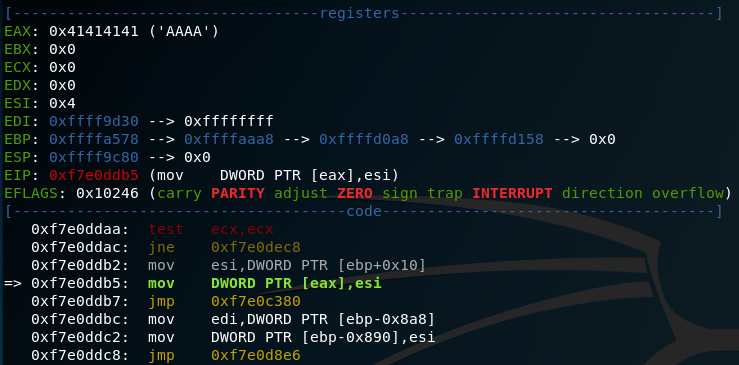 [----------------------------------registers-----------------------------------]
EAX: 0x41414141 ('AAAA')
EBX: 0x0
ECX: 0x0
EDX: 0x0
ESI: 0x4
EDI: 0xffff9d30 --> 0xffffffff
EBP: 0xffffa578 --> 0xffffaaa8 --> 0xffffd0a8 --> 0xffffd158 --> 0x0
ESP: 0xffff9c80 --> 0x0
EIP: 0xf7e0ddb5 (mov    DWORD PTR [eax],esi)
EFLAGS: 0x10246 (carry PARITY adjust ZERO sign trap INTERRUPT direction overflow)
[-------------------------------------code-------------------------------------]
   0xf7e0ddaa:  test   ecx,ecx
   0xf7e0ddac:  jne    0xf7e0dec8
   0xf7e0ddb2:  mov    esi,DWORD PTR [ebp+0x10]
=> 0xf7e0ddb5:  mov    DWORD PTR [eax],esi
   0xf7e0ddb7:  jmp    0xf7e0c380
   0xf7e0ddbc:  mov    edi,DWORD PTR [ebp-0x8a8]
   0xf7e0ddc2:  mov    DWORD PTR [ebp-0x890],esi
   0xf7e0ddc8:  jmp    0xf7e0d8e6